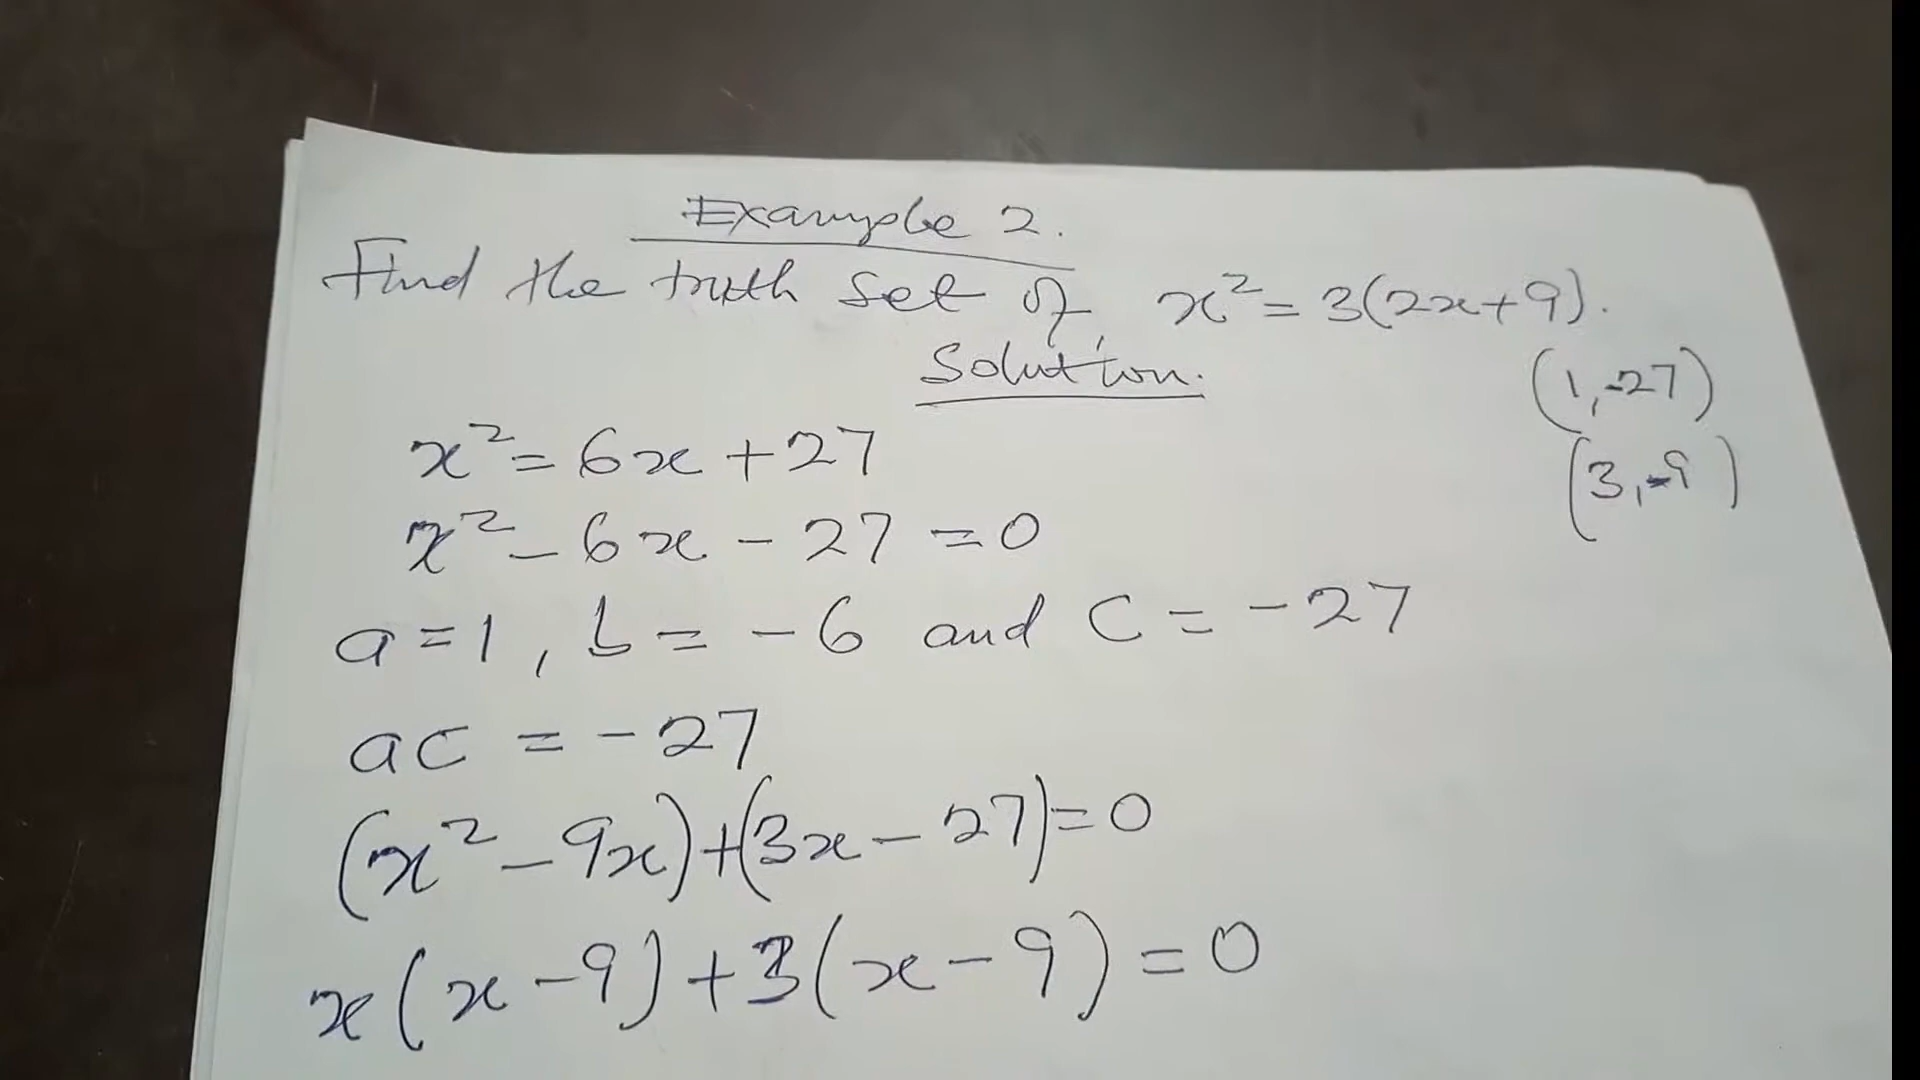 Example 2.
Find the truth set of, x² = 3(2x+9).
Solution.
(1,-27)
(3,-9)
x² = 6x + 27
x² - 6x - 27 = 0
a = 1, b = -6 and c = -27
ac = -27
(x² - 9x) + (3x - 27) = 0
x(x - 9) + 3(x - 9) = 0